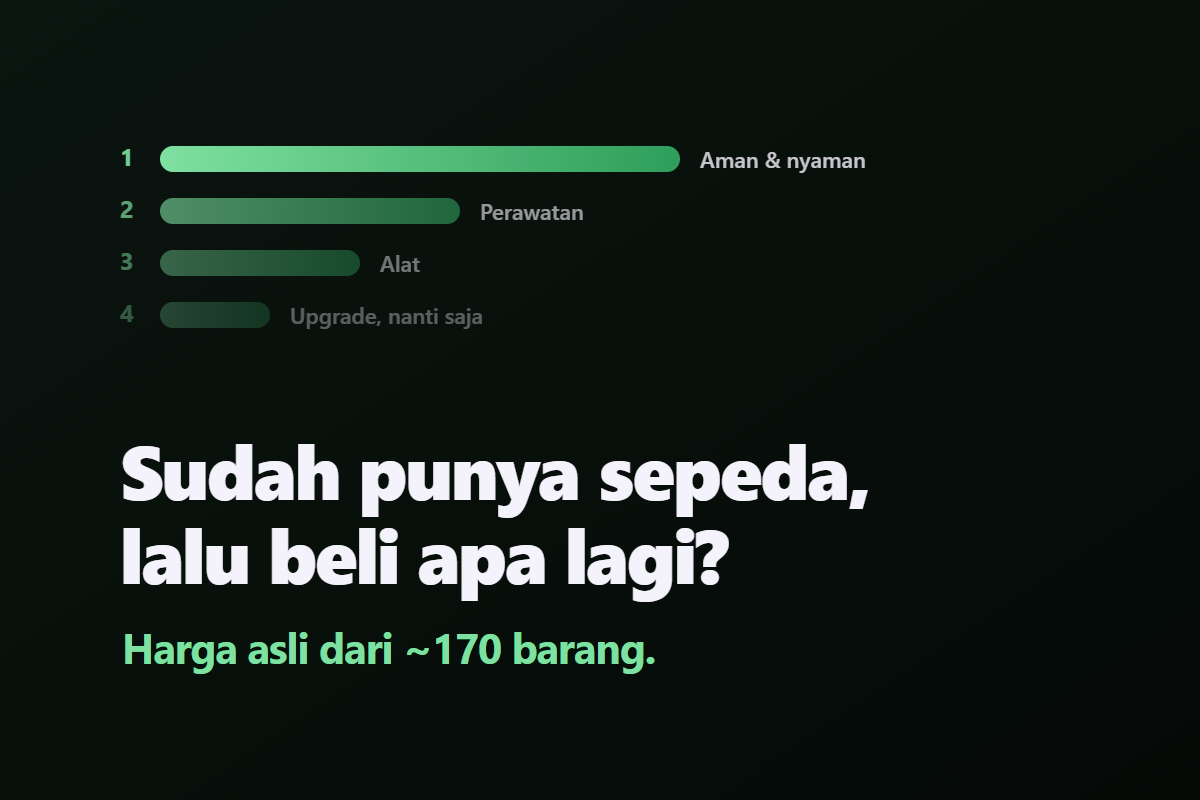 1 Aman & nyaman
2 Perawatan
3 Alat
4 Upgrade, nanti saja
Sudah punya sepeda,
lalu beli apa lagi?
Harga asli dari ~170 barang.